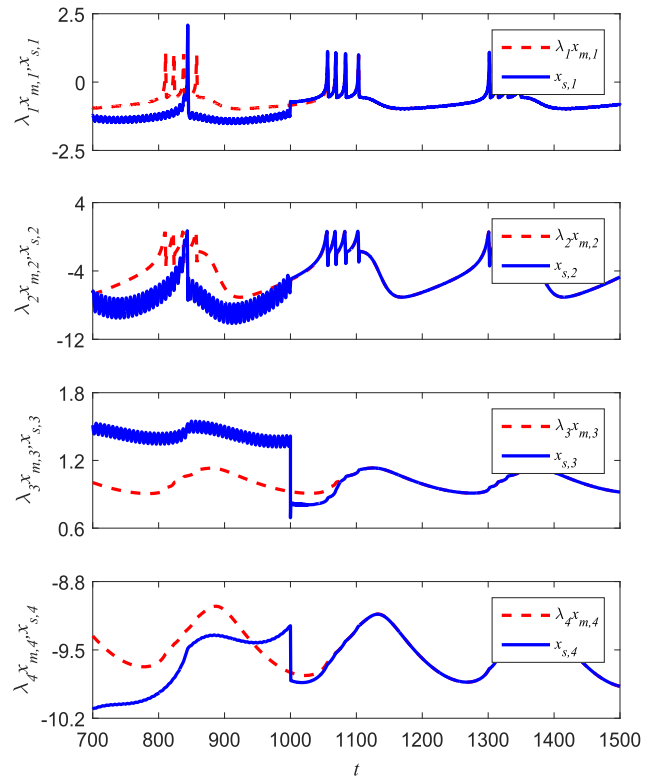 2.5
0
-2.5
λ1xm,1,xs,1
λ1xm,1
xs,1
4
-4
-12
λ2xm,2,xs,2
λ2xm,2
xs,2
1.8
1.2
0.6
λ3xm,3,xs,3
λ3xm,3
xs,3
-8.8
-9.5
-10.2
λ4xm,4,xs,4
λ4xm,4
xs,4
700 800 900 1000 1100 1200 1300 1400 1500
t